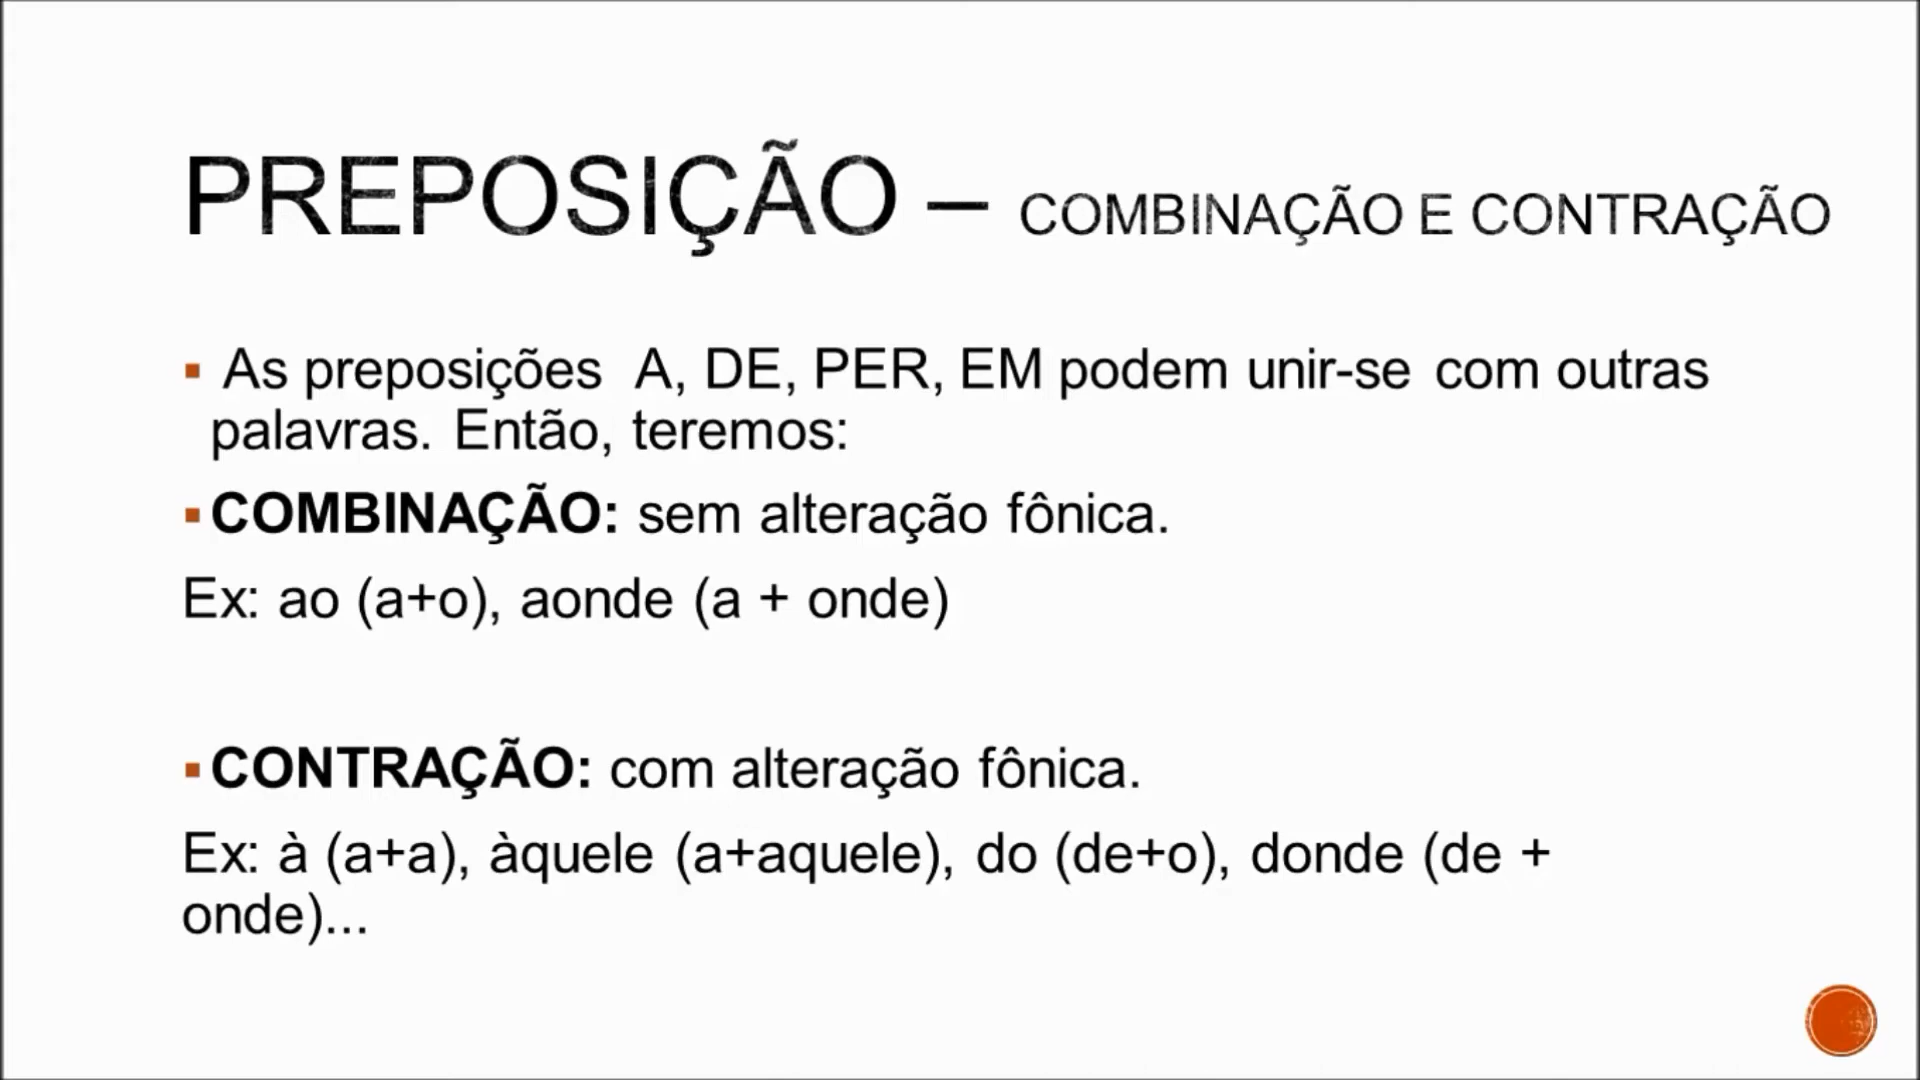 PREPOSIÇÃO – COMBINAÇÃO E CONTRAÇÃO
▪ As preposições A, DE, PER, EM podem unir-se com outras
palavras. Então, teremos:
▪ COMBINAÇÃO: sem alteração fônica.
Ex: ao (a+o), aonde (a + onde)
▪ CONTRAÇÃO: com alteração fônica.
Ex: à (a+a), àquele (a+aquele), do (de+o), donde (de +
onde)...